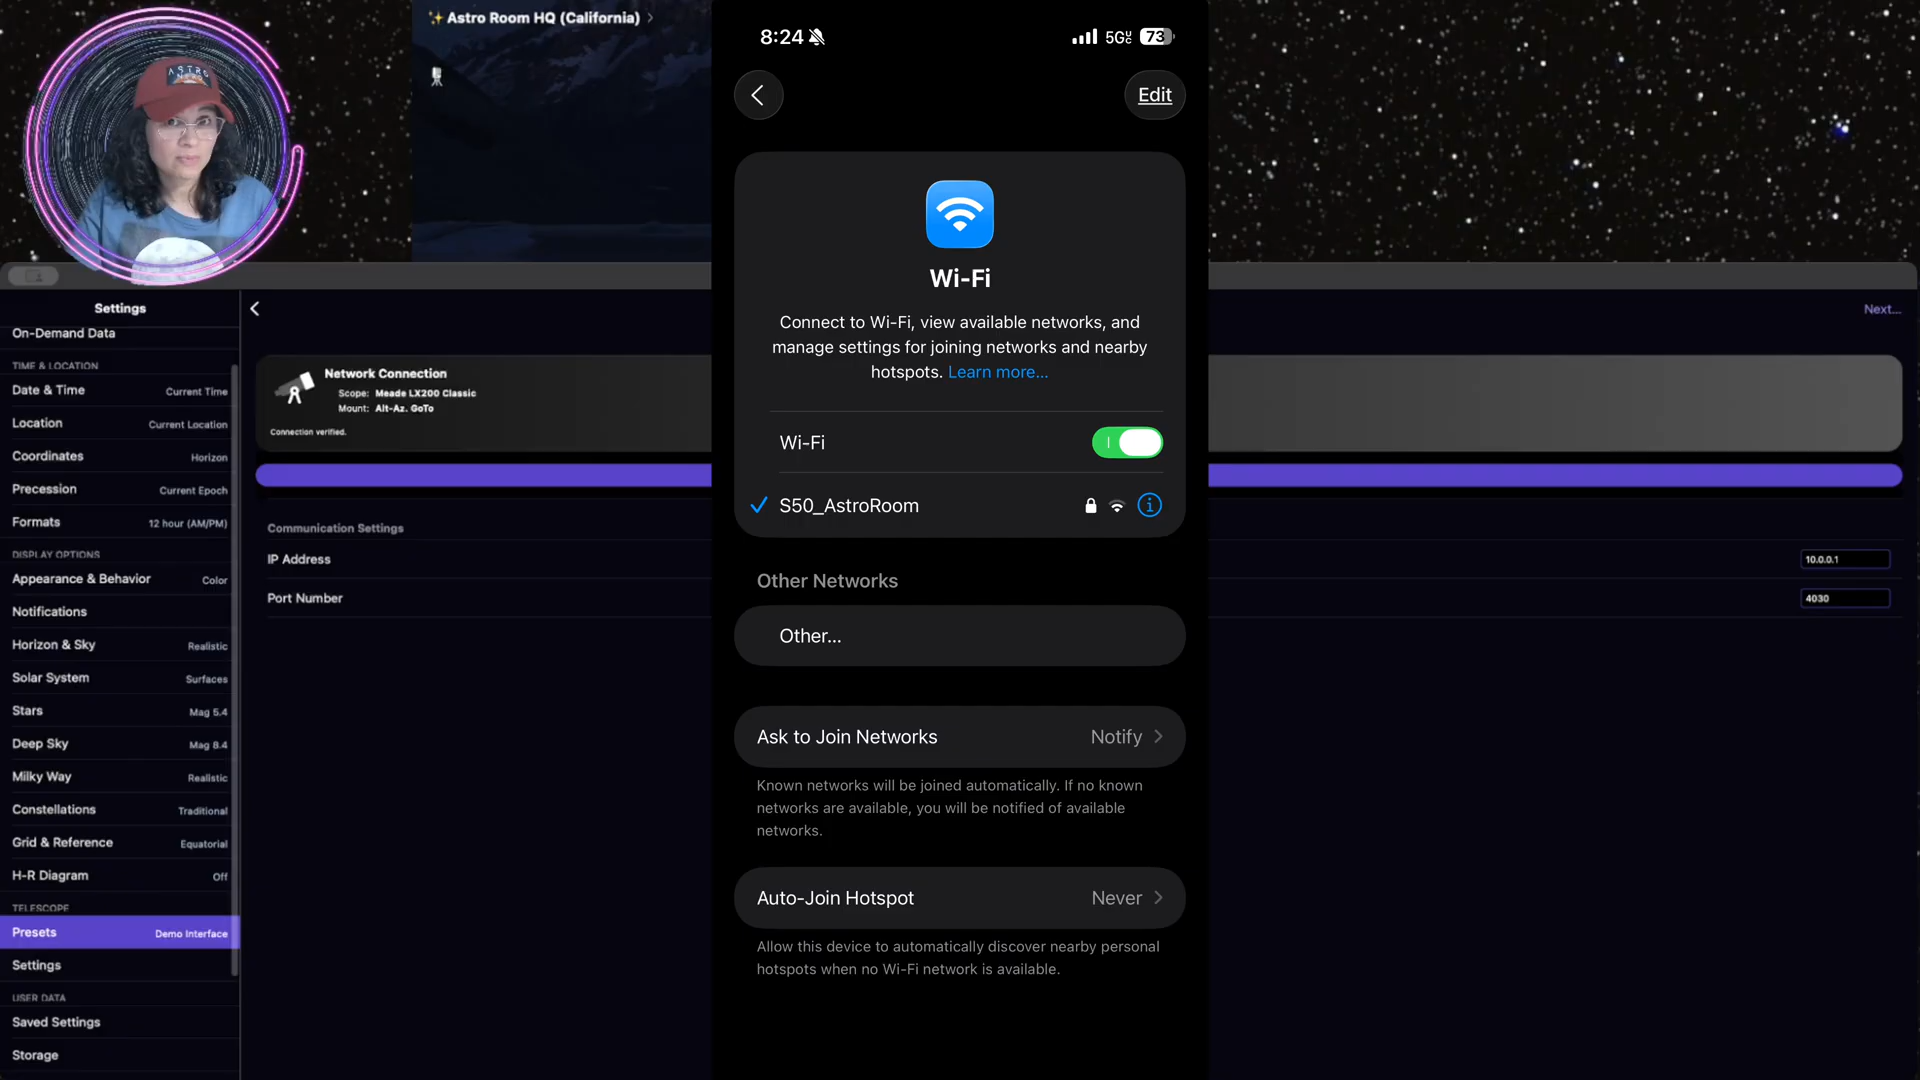 ✨ Astro Room HQ (California) >
ASTRO
8:24
5G
73
Edit
Wi-Fi
Connect to Wi-Fi, view available networks, and
manage settings for joining networks and nearby
hotspots. Learn more...
Wi-Fi
S50_AstroRoom
Other Networks
Other...
Ask to Join Networks Notify
Known networks will be joined automatically. If no known
networks are available, you will be notified of available
networks.
Auto-Join Hotspot Never
Allow this device to automatically discover nearby personal
hotspots when no Wi-Fi network is available.
Settings
On-Demand Data
TIME & LOCATION
Date & Time Current Time
Location Current Location
Coordinates Horizon
Precession Current Epoch
Formats 12 hour (AM/PM)
DISPLAY OPTIONS
Appearance & Behavior Color
Notifications
Horizon & Sky Realistic
Solar System Surfaces
Stars Mag 5.4
Deep Sky Mag 8.4
Milky Way Realistic
Constellations Traditional
Grid & Reference Equatorial
H-R Diagram Off
TELESCOPE
Presets Demo Interface
Settings
USER DATA
Saved Settings
Storage
Next...
Network Connection
Scope: Meade LX200 Classic
Mount: Alt-Az. GoTo
Connection verified.
Communication Settings
IP Address 10.0.0.1
Port Number 4030